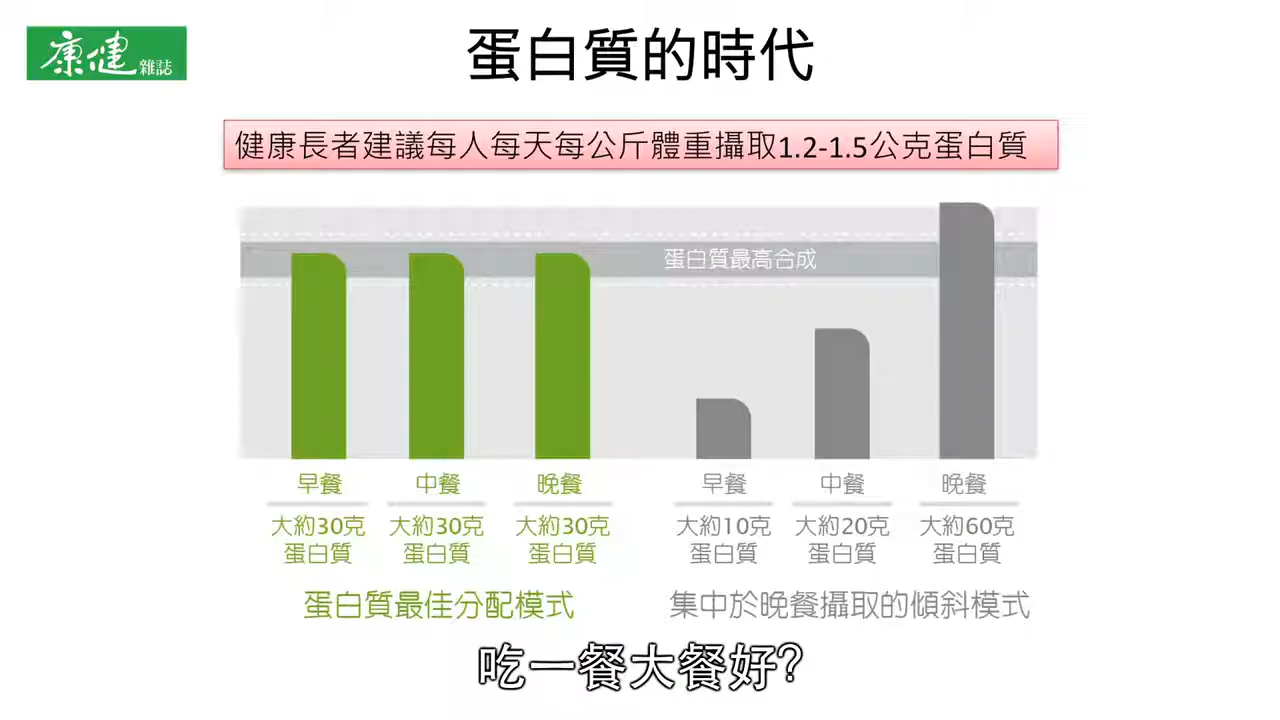 康健雜誌
蛋白質的時代
健康長者建議每人每天每公斤體重攝取1.2-1.5公克蛋白質
蛋白質最高合成
早餐 中餐 晚餐 早餐 中餐 晚餐
大約30克 大約30克 大約30克 大約10克 大約20克 大約60克
蛋白質 蛋白質 蛋白質 蛋白質 蛋白質 蛋白質
蛋白質最佳分配模式 集中於晚餐攝取的傾斜模式
吃一餐大餐好?